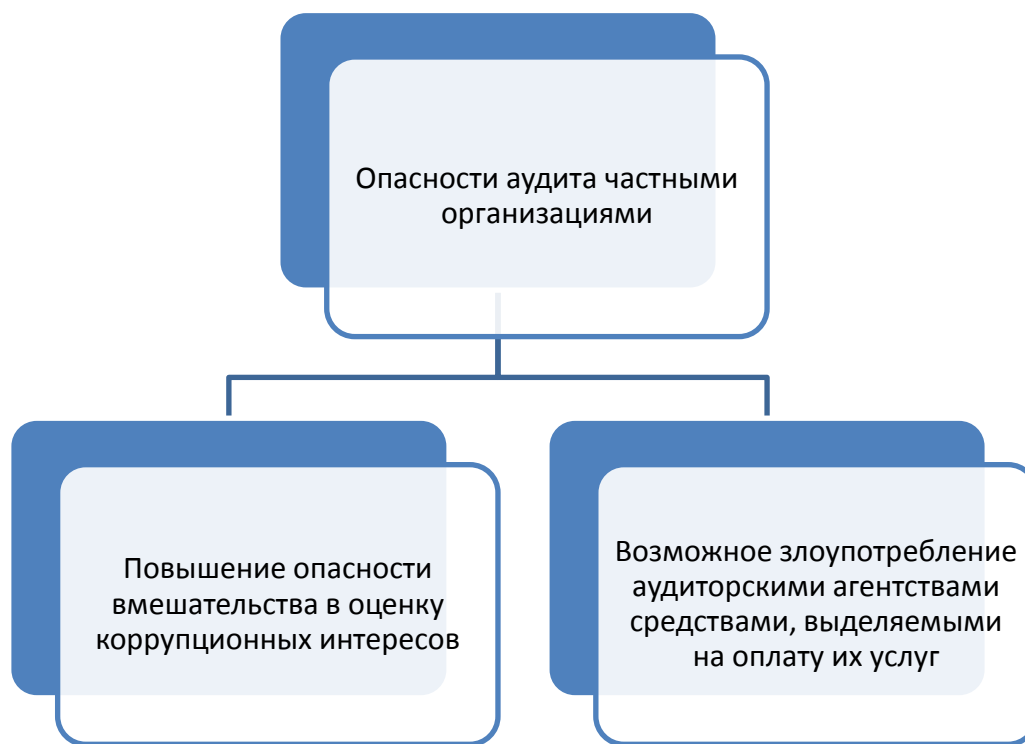 Опасности аудита частными
организациями
Повышение опасности
вмешательства в оценку
коррупционных интересов
Возможное злоупотребление
аудиторскими агентствами
средствами, выделяемыми
на оплату их услуг